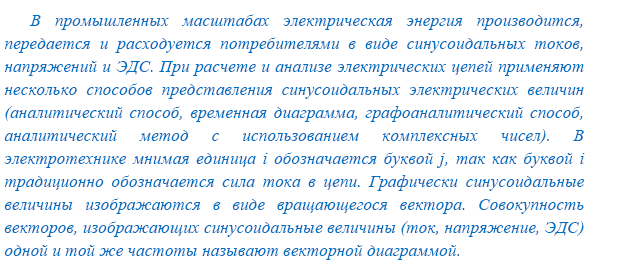 В промышленных масштабах электрическая энергия производится,
передается и расходуется потребителями в виде синусоидальных токов,
напряжений и ЭДС. При расчете и анализе электрических цепей применяют
несколько способов представления синусоидальных электрических величин
(аналитический способ, временная диаграмма, графоаналитический способ,
аналитический метод с использованием комплексных чисел). В
электротехнике мнимая единица i обозначается буквой j, так как буквой i
традиционно обозначается сила тока в цепи. Графически синусоидальные
величины изображаются в виде вращающегося вектора. Совокупность
векторов, изображающих синусоидальные величины (ток, напряжение, ЭДС)
одной и той же частоты называют векторной диаграммой.